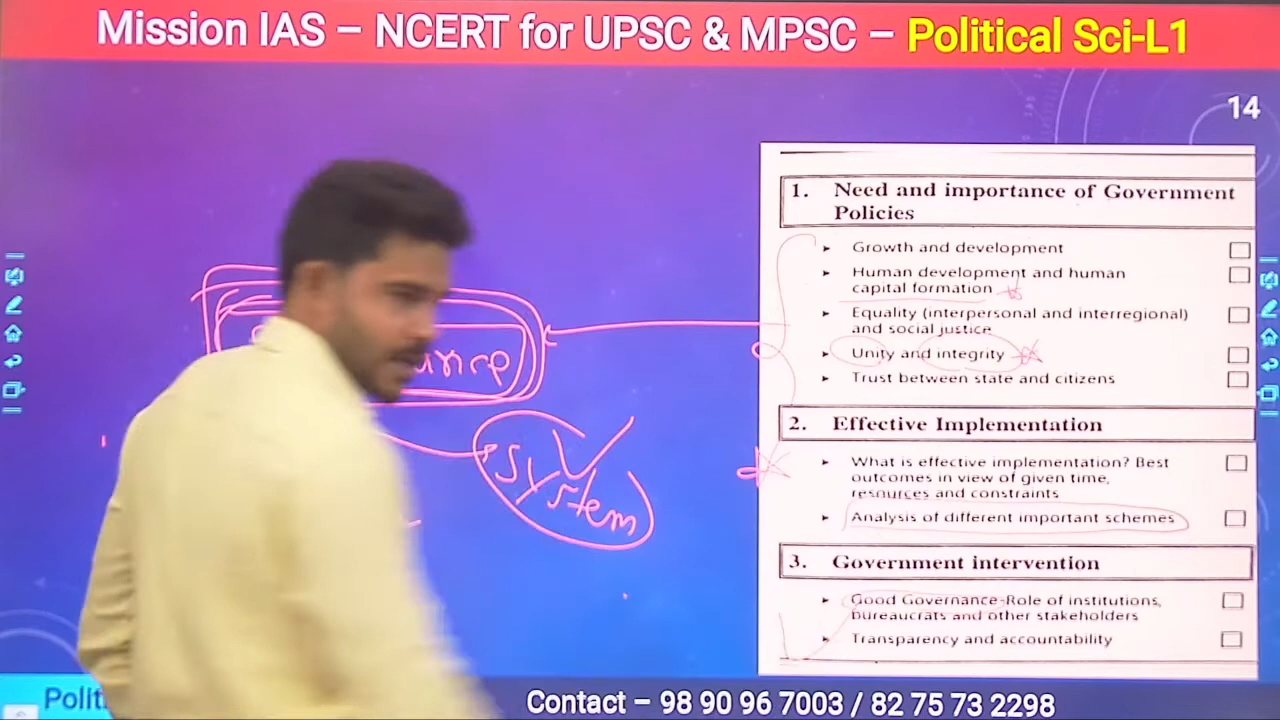 Mission IAS – NCERT for UPSC & MPSC – Political Sci-L1
14
1. Need and importance of Government
Policies
Growth and development
Human development and human
capital formation
Equality (interpersonal and interregional)
and social justice
Unity and integrity
Trust between state and citizens
2. Effective Implementation
What is effective implementation? Best
outcomes in view of given time,
resources and constraints
Analysis of different important schemes
3. Government intervention
Good Governance-Role of institutions,
bureaucrats and other stakeholders
Transparency and accountability
System
Contact – 98 90 96 7003 / 82 75 73 2298